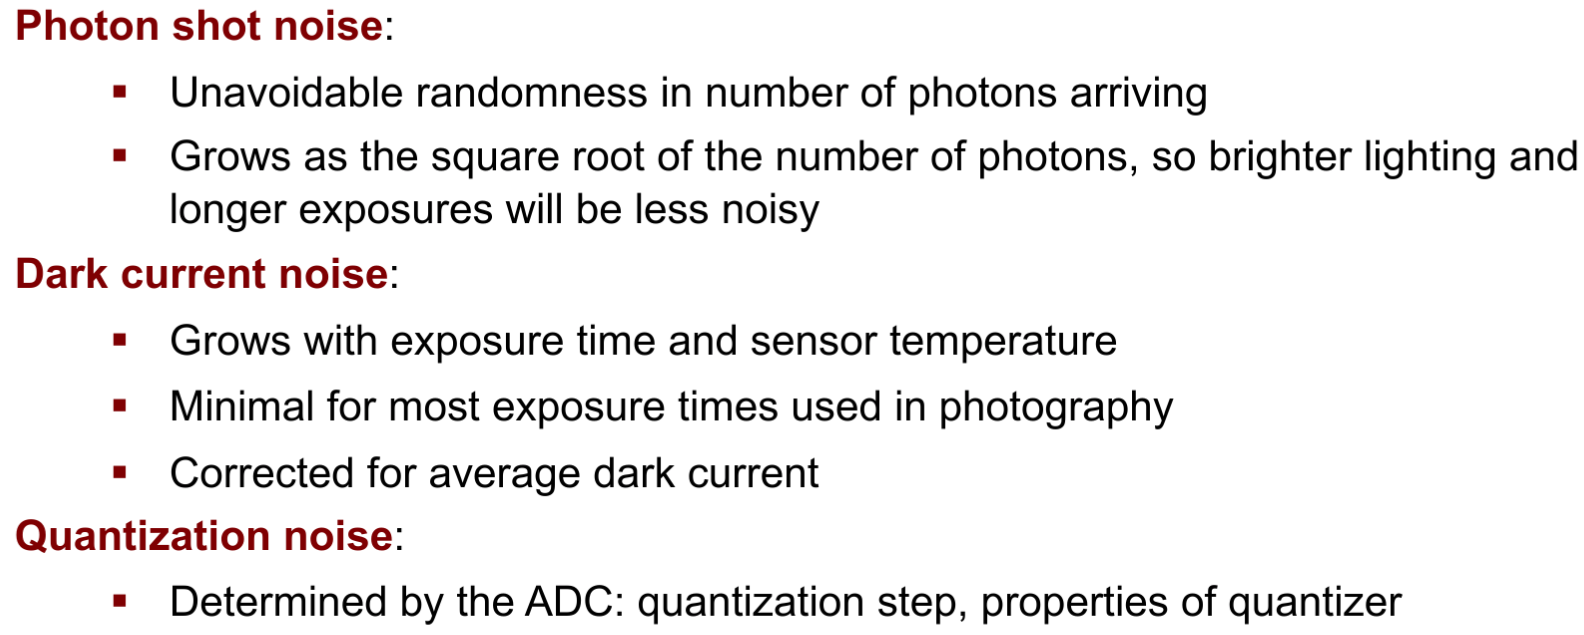 Photon shot noise:
▪ Unavoidable randomness in number of photons arriving
▪ Grows as the square root of the number of photons, so brighter lighting and
longer exposures will be less noisy
Dark current noise:
▪ Grows with exposure time and sensor temperature
▪ Minimal for most exposure times used in photography
▪ Corrected for average dark current
Quantization noise:
▪ Determined by the ADC: quantization step, properties of quantizer